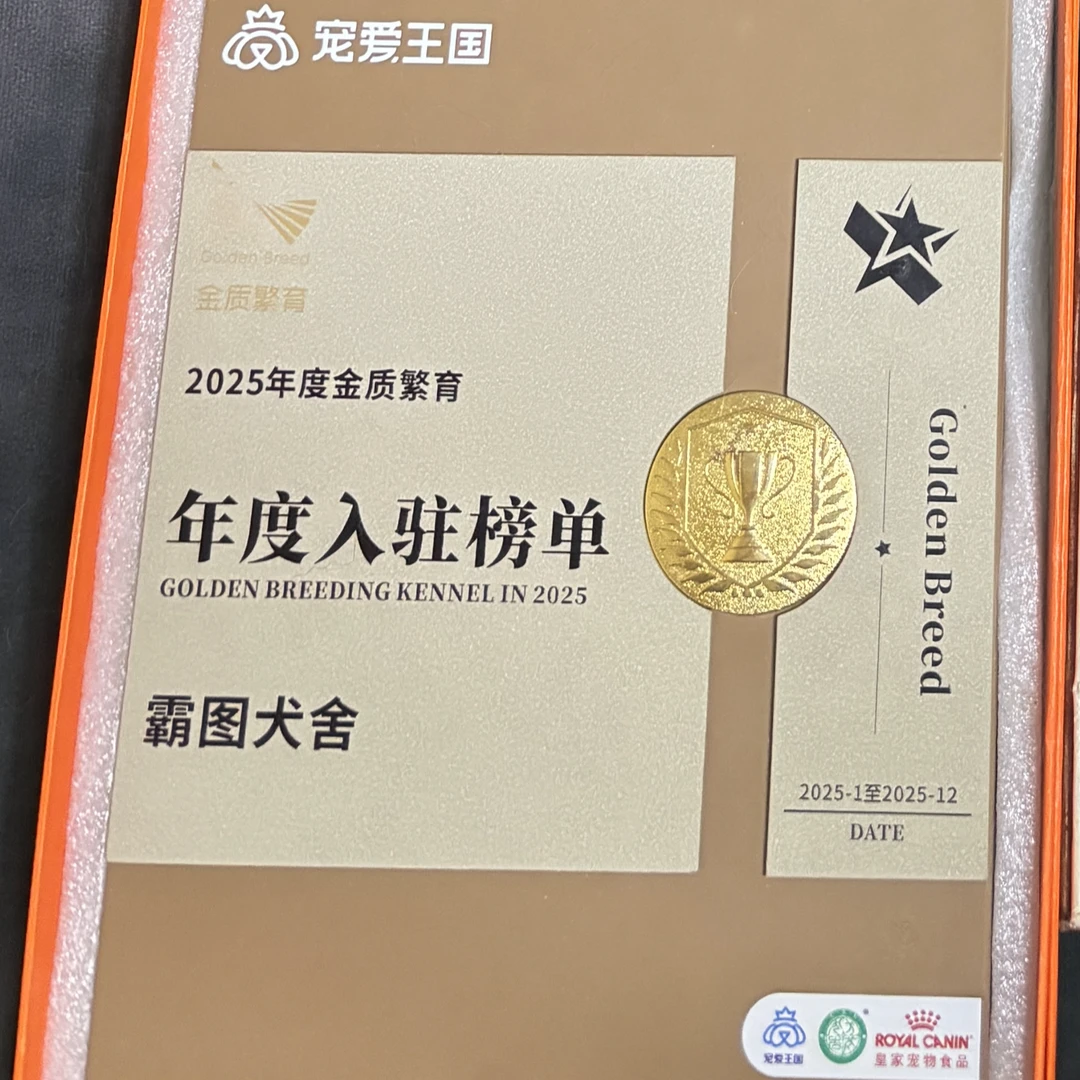 宠爱王国
Golden Breed
金质繁育
2025年度金质繁育
年度入驻榜单
GOLDEN BREEDING KENNEL IN 2025
霸图犬舍
Golden Breed
2025-1至2025-12
DATE
宠爱王国
ROYAL CANIN
皇家宠物食品